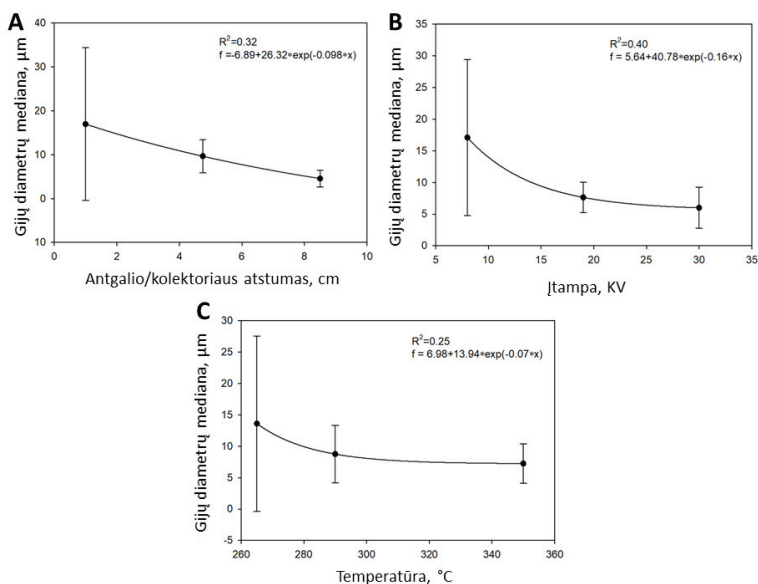 A
R²=0.32
f =-6.89+26.32*exp(-0.098*x)
Gijų diametrų mediana, µm
40
30
20
10
0
10
0
2
4
6
8
10
Antgalio/kolektoriaus atstumas, cm
B
R²=0.40
f = 5.64+40.78*exp(-0.16*x)
Gijų diametrų mediana, µm
35
30
25
20
15
10
5
0
5
10
15
20
25
30
35
Įtampa, KV
C
R²=0.25
f = 6.98+13.94*exp(-0.07*x)
Gijų diametrų mediana, µm
30
25
20
15
10
5
0
-5
260
280
300
320
340
360
Temperatūra, °C